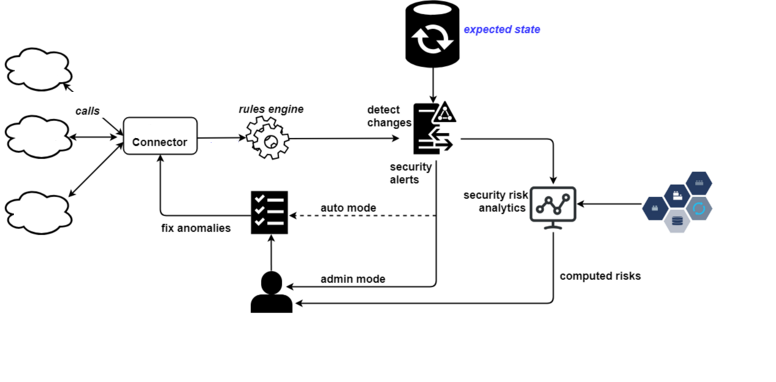 expected state
calls
rules engine
detect
changes
Connector
security
alerts
security risk
analytics
auto mode
fix anomalies
admin mode
computed risks